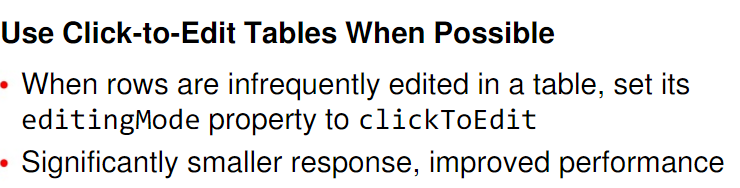 Use Click-to-Edit Tables When Possible
• When rows are infrequently edited in a table, set its
editingMode property to clickToEdit
• Significantly smaller response, improved performance